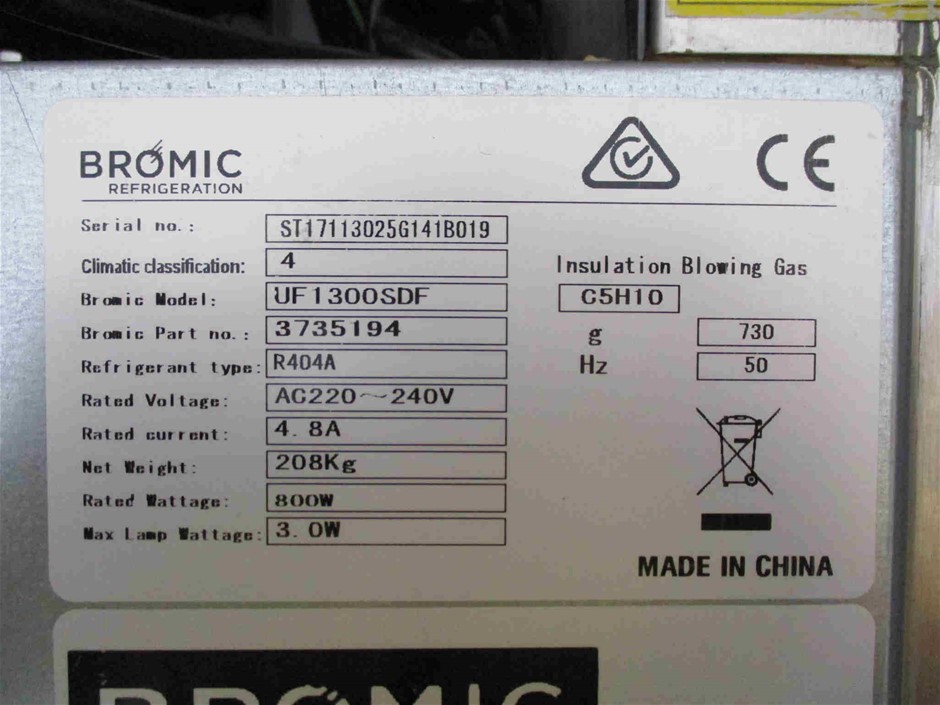 BROMIC
REFRIGERATION
CE
Serial no.: ST17113025G141B019
Climatic classification: 4
Insulation Blowing Gas
Bromic Model: UF1300SDF
C5H10
Bromic Part no.: 3735194
g 730
Refrigerant type: R404A
Hz 50
Rated Voltage: AC220~240V
Rated current: 4.8A
Net Weight: 208Kg
Rated Wattage: 800W
Max Lamp Wattage: 3.0W
MADE IN CHINA
BROMIC